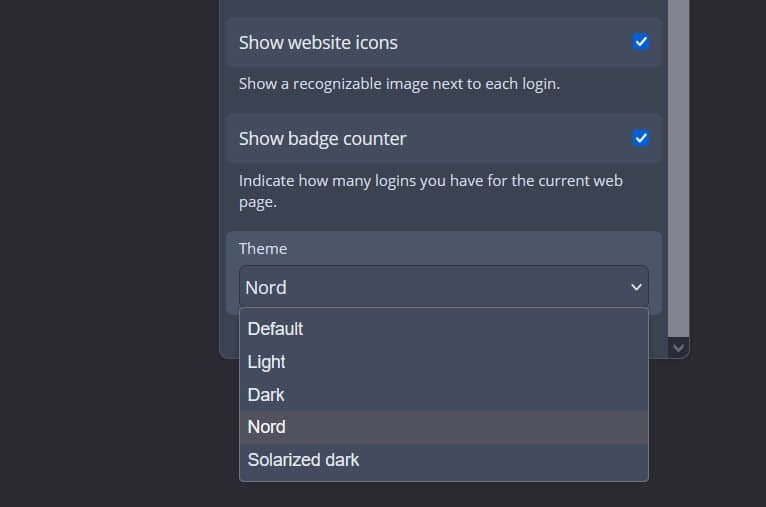 Show website icons
Show a recognizable image next to each login.
Show badge counter
Indicate how many logins you have for the current web
page.
Theme
Nord
Default
Light
Dark
Nord
Solarized dark